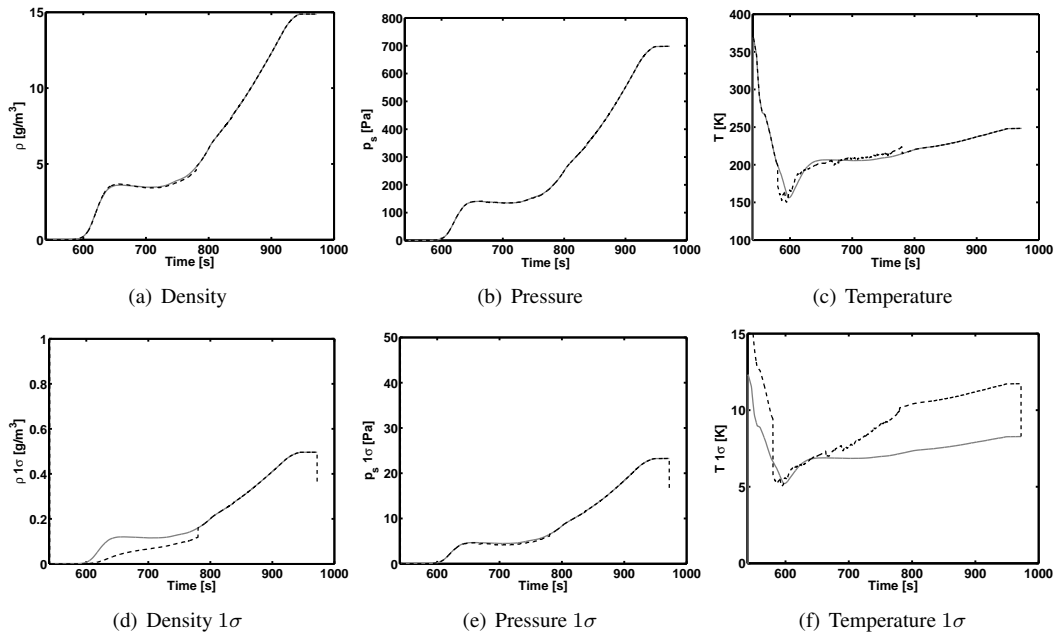 15
10
5
0
ρ [g/m³]
600 700 800 900 1000
Time [s]
(a) Density
800
700
600
500
400
300
200
100
0
p_s [Pa]
600 700 800 900 1000
Time [s]
(b) Pressure
400
350
300
250
200
150
100
T [K]
600 700 800 900 1000
Time [s]
(c) Temperature
1
0.8
0.6
0.4
0.2
0
ρ 1σ [g/m³]
600 700 800 900 1000
Time [s]
(d) Density 1σ
50
40
30
20
10
0
p_s 1σ [Pa]
600 700 800 900 1000
Time [s]
(e) Pressure 1σ
15
10
5
0
T 1σ [K]
600 700 800 900 1000
Time [s]
(f) Temperature 1σ